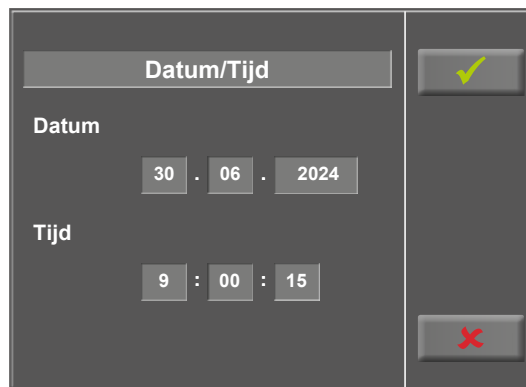 Datum/Tijd
Datum
30 . 06 . 2024
Tijd
9 : 00 : 15